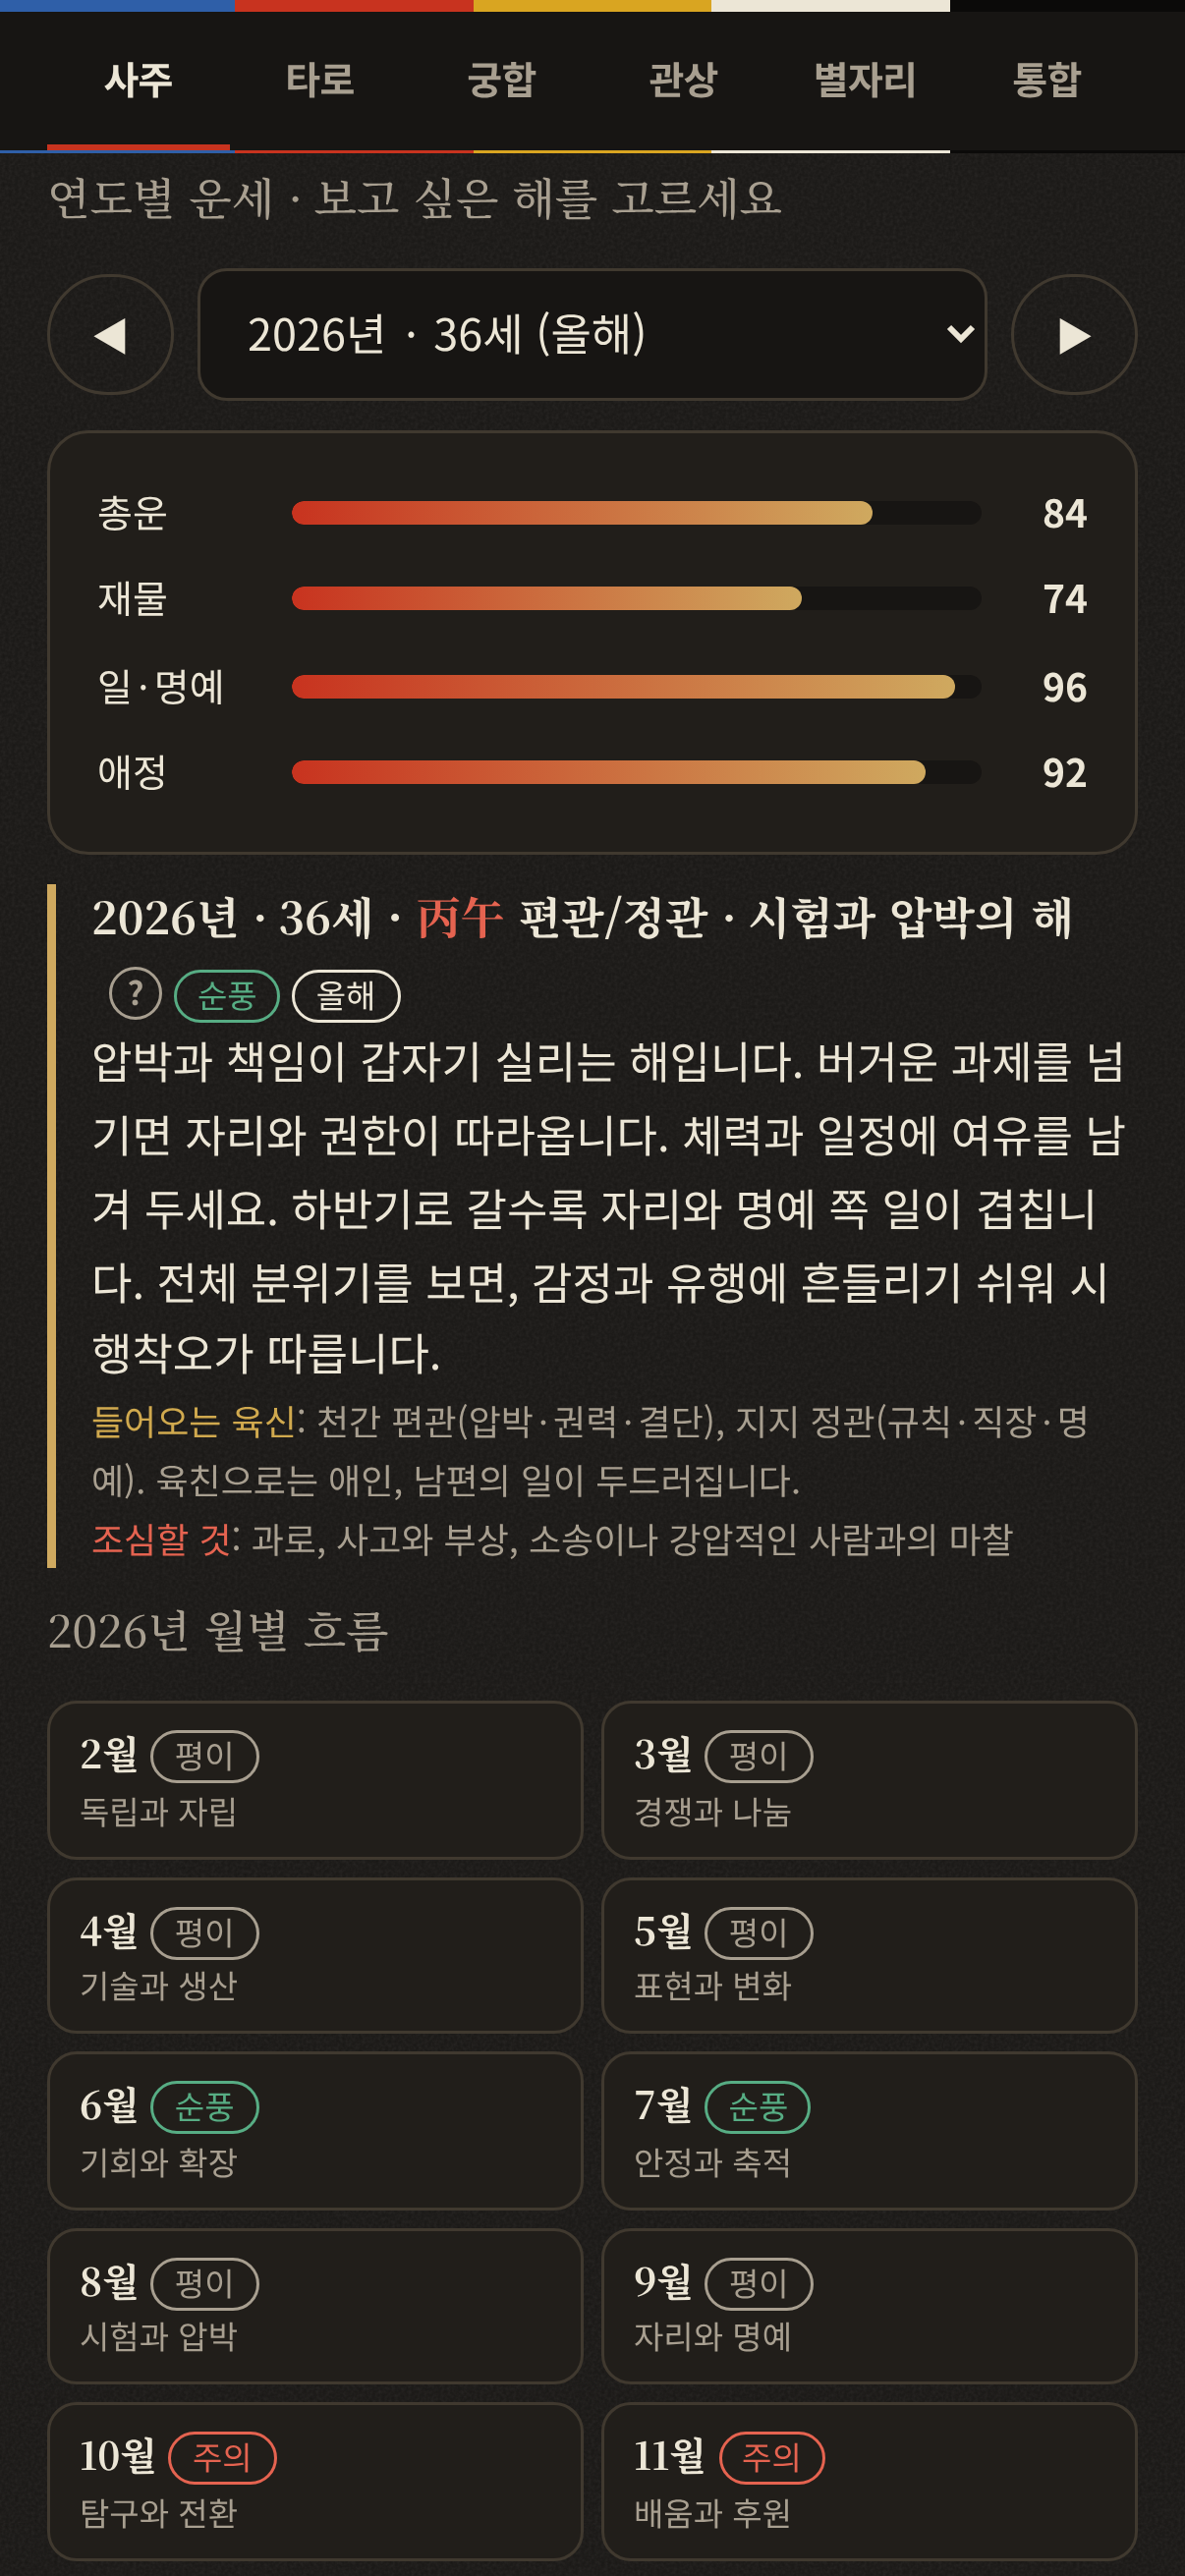 사주 타로 궁합 관상 별자리 통합
연도별 운세 · 보고 싶은 해를 고르세요
◀ 2026년 · 36세 (올해) ▶
총운 84
재물 74
일·명예 96
애정 92
2026년 · 36세 · 丙午 편관/정관 · 시험과 압박의 해
? 순풍 올해
압박과 책임이 갑자기 실리는 해입니다. 버거운 과제를 넘
기면 자리와 권한이 따라옵니다. 체력과 일정에 여유를 남
겨 두세요. 하반기로 갈수록 자리와 명예 쪽 일이 겹칩니
다. 전체 분위기를 보면, 감정과 유행에 흔들리기 쉬워 시
행착오가 따릅니다.
들어오는 육신: 천간 편관(압박·권력·결단), 지지 정관(규칙·직장·명
예). 육친으로는 애인, 남편의 일이 두드러집니다.
조심할 것: 과로, 사고와 부상, 소송이나 강압적인 사람과의 마찰
2026년 월별 흐름
2월 평이
독립과 자립
3월 평이
경쟁과 나눔
4월 평이
기술과 생산
5월 평이
표현과 변화
6월 순풍
기회와 확장
7월 순풍
안정과 축적
8월 평이
시험과 압박
9월 평이
자리와 명예
10월 주의
탐구와 전환
11월 주의
배움과 후원